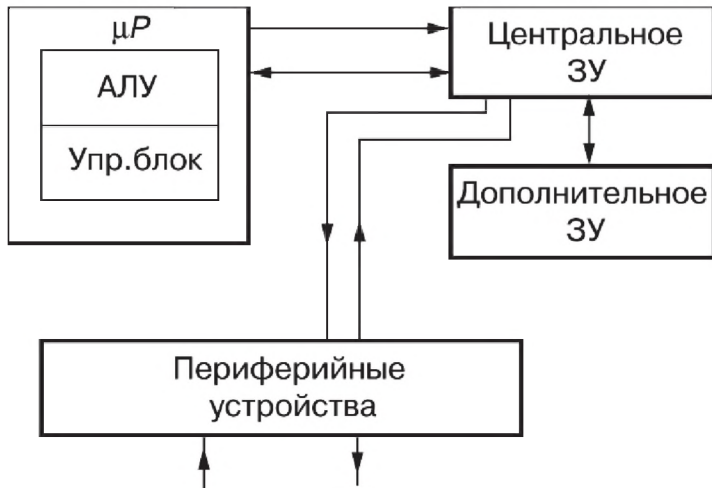 μP
АЛУ
Упр.блок
Центральное
ЗУ
Дополнительное
ЗУ
Периферийные
устройства